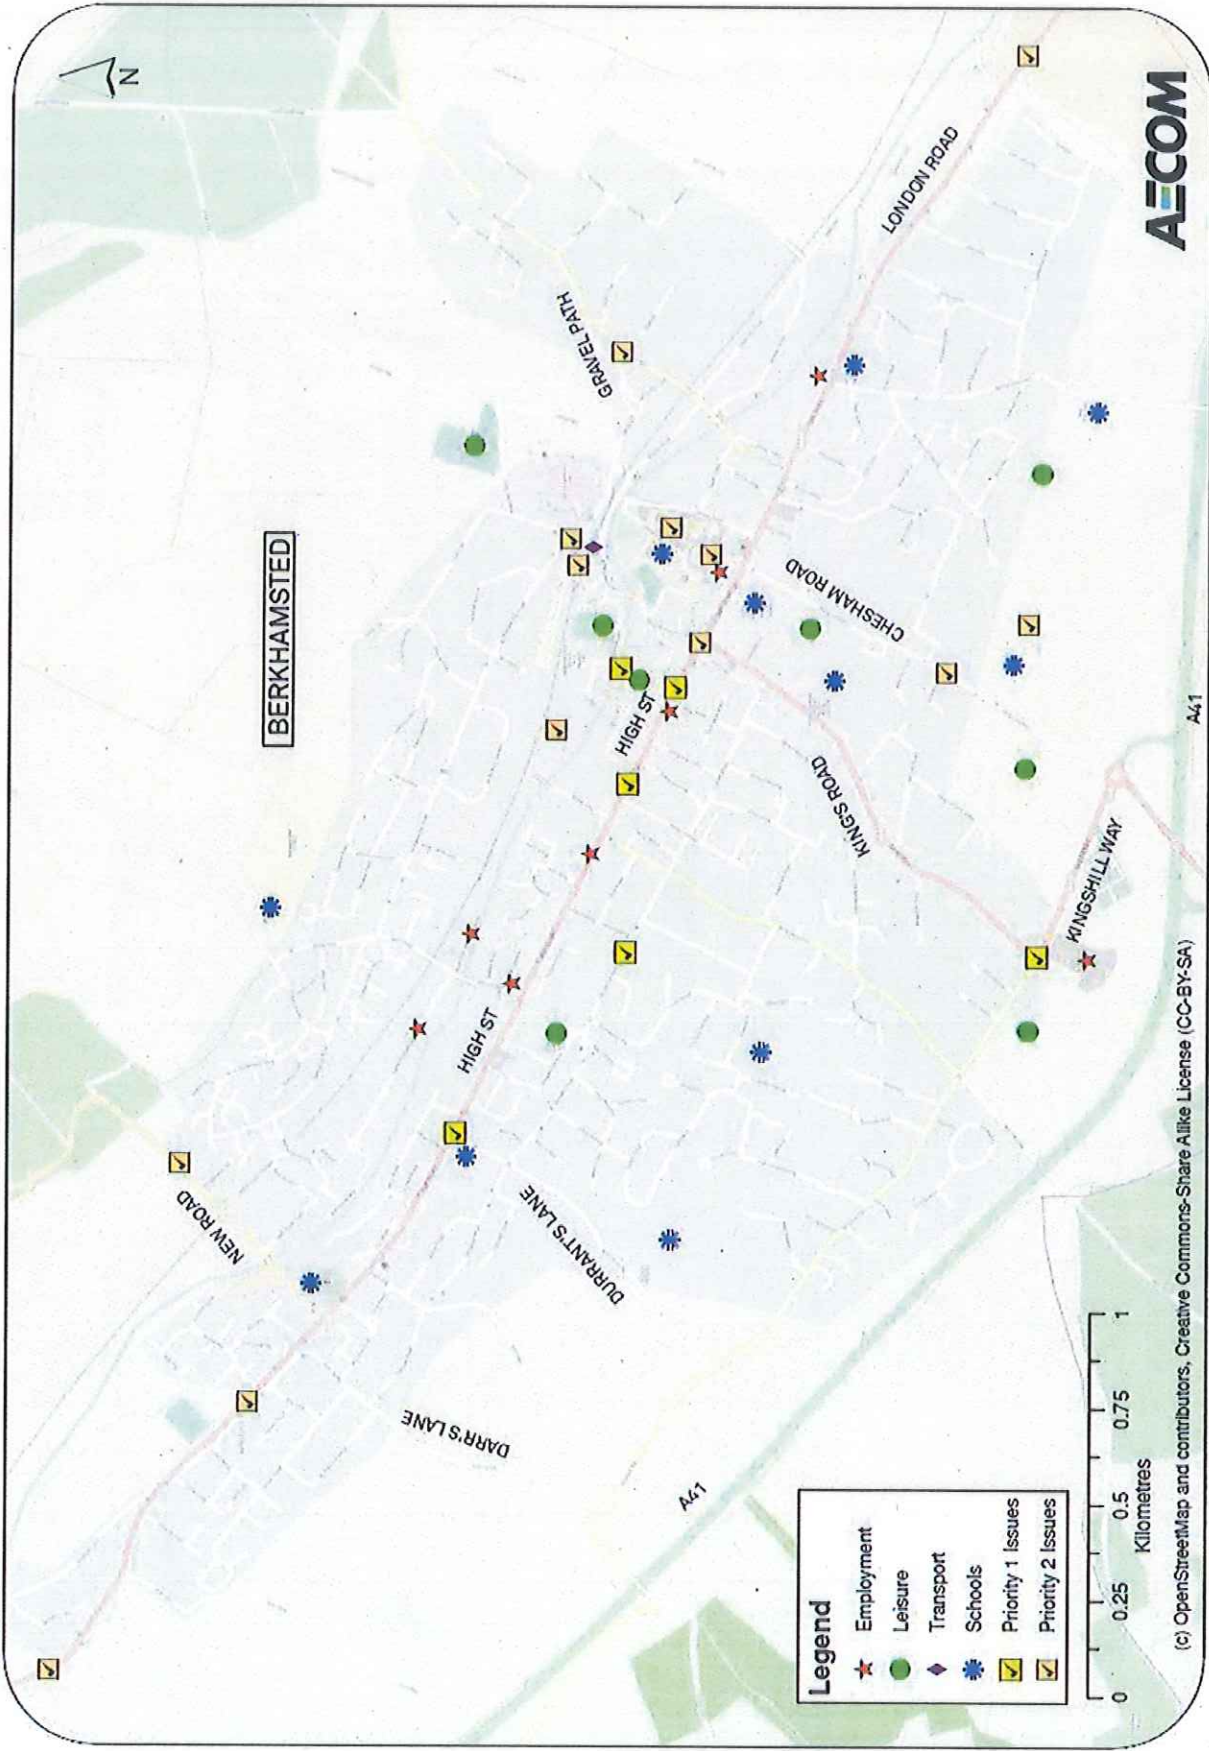 BERKHAMSTED
N
NEW ROAD
GRAVEL PATH
LONDON ROAD
HIGH ST
HIGH ST
DARR'S LANE
DURRANT'S LANE
KING'S ROAD
CHESHAM ROAD
KINGSHILL WAY
A41
A41
Legend
Employment
Leisure
Transport
Schools
Priority 1 Issues
Priority 2 Issues
0 0.25 0.5 0.75 1
Kilometres
(c) OpenStreetMap and contributors, Creative Commons-Share Alike License (CC-BY-SA)
AECOM